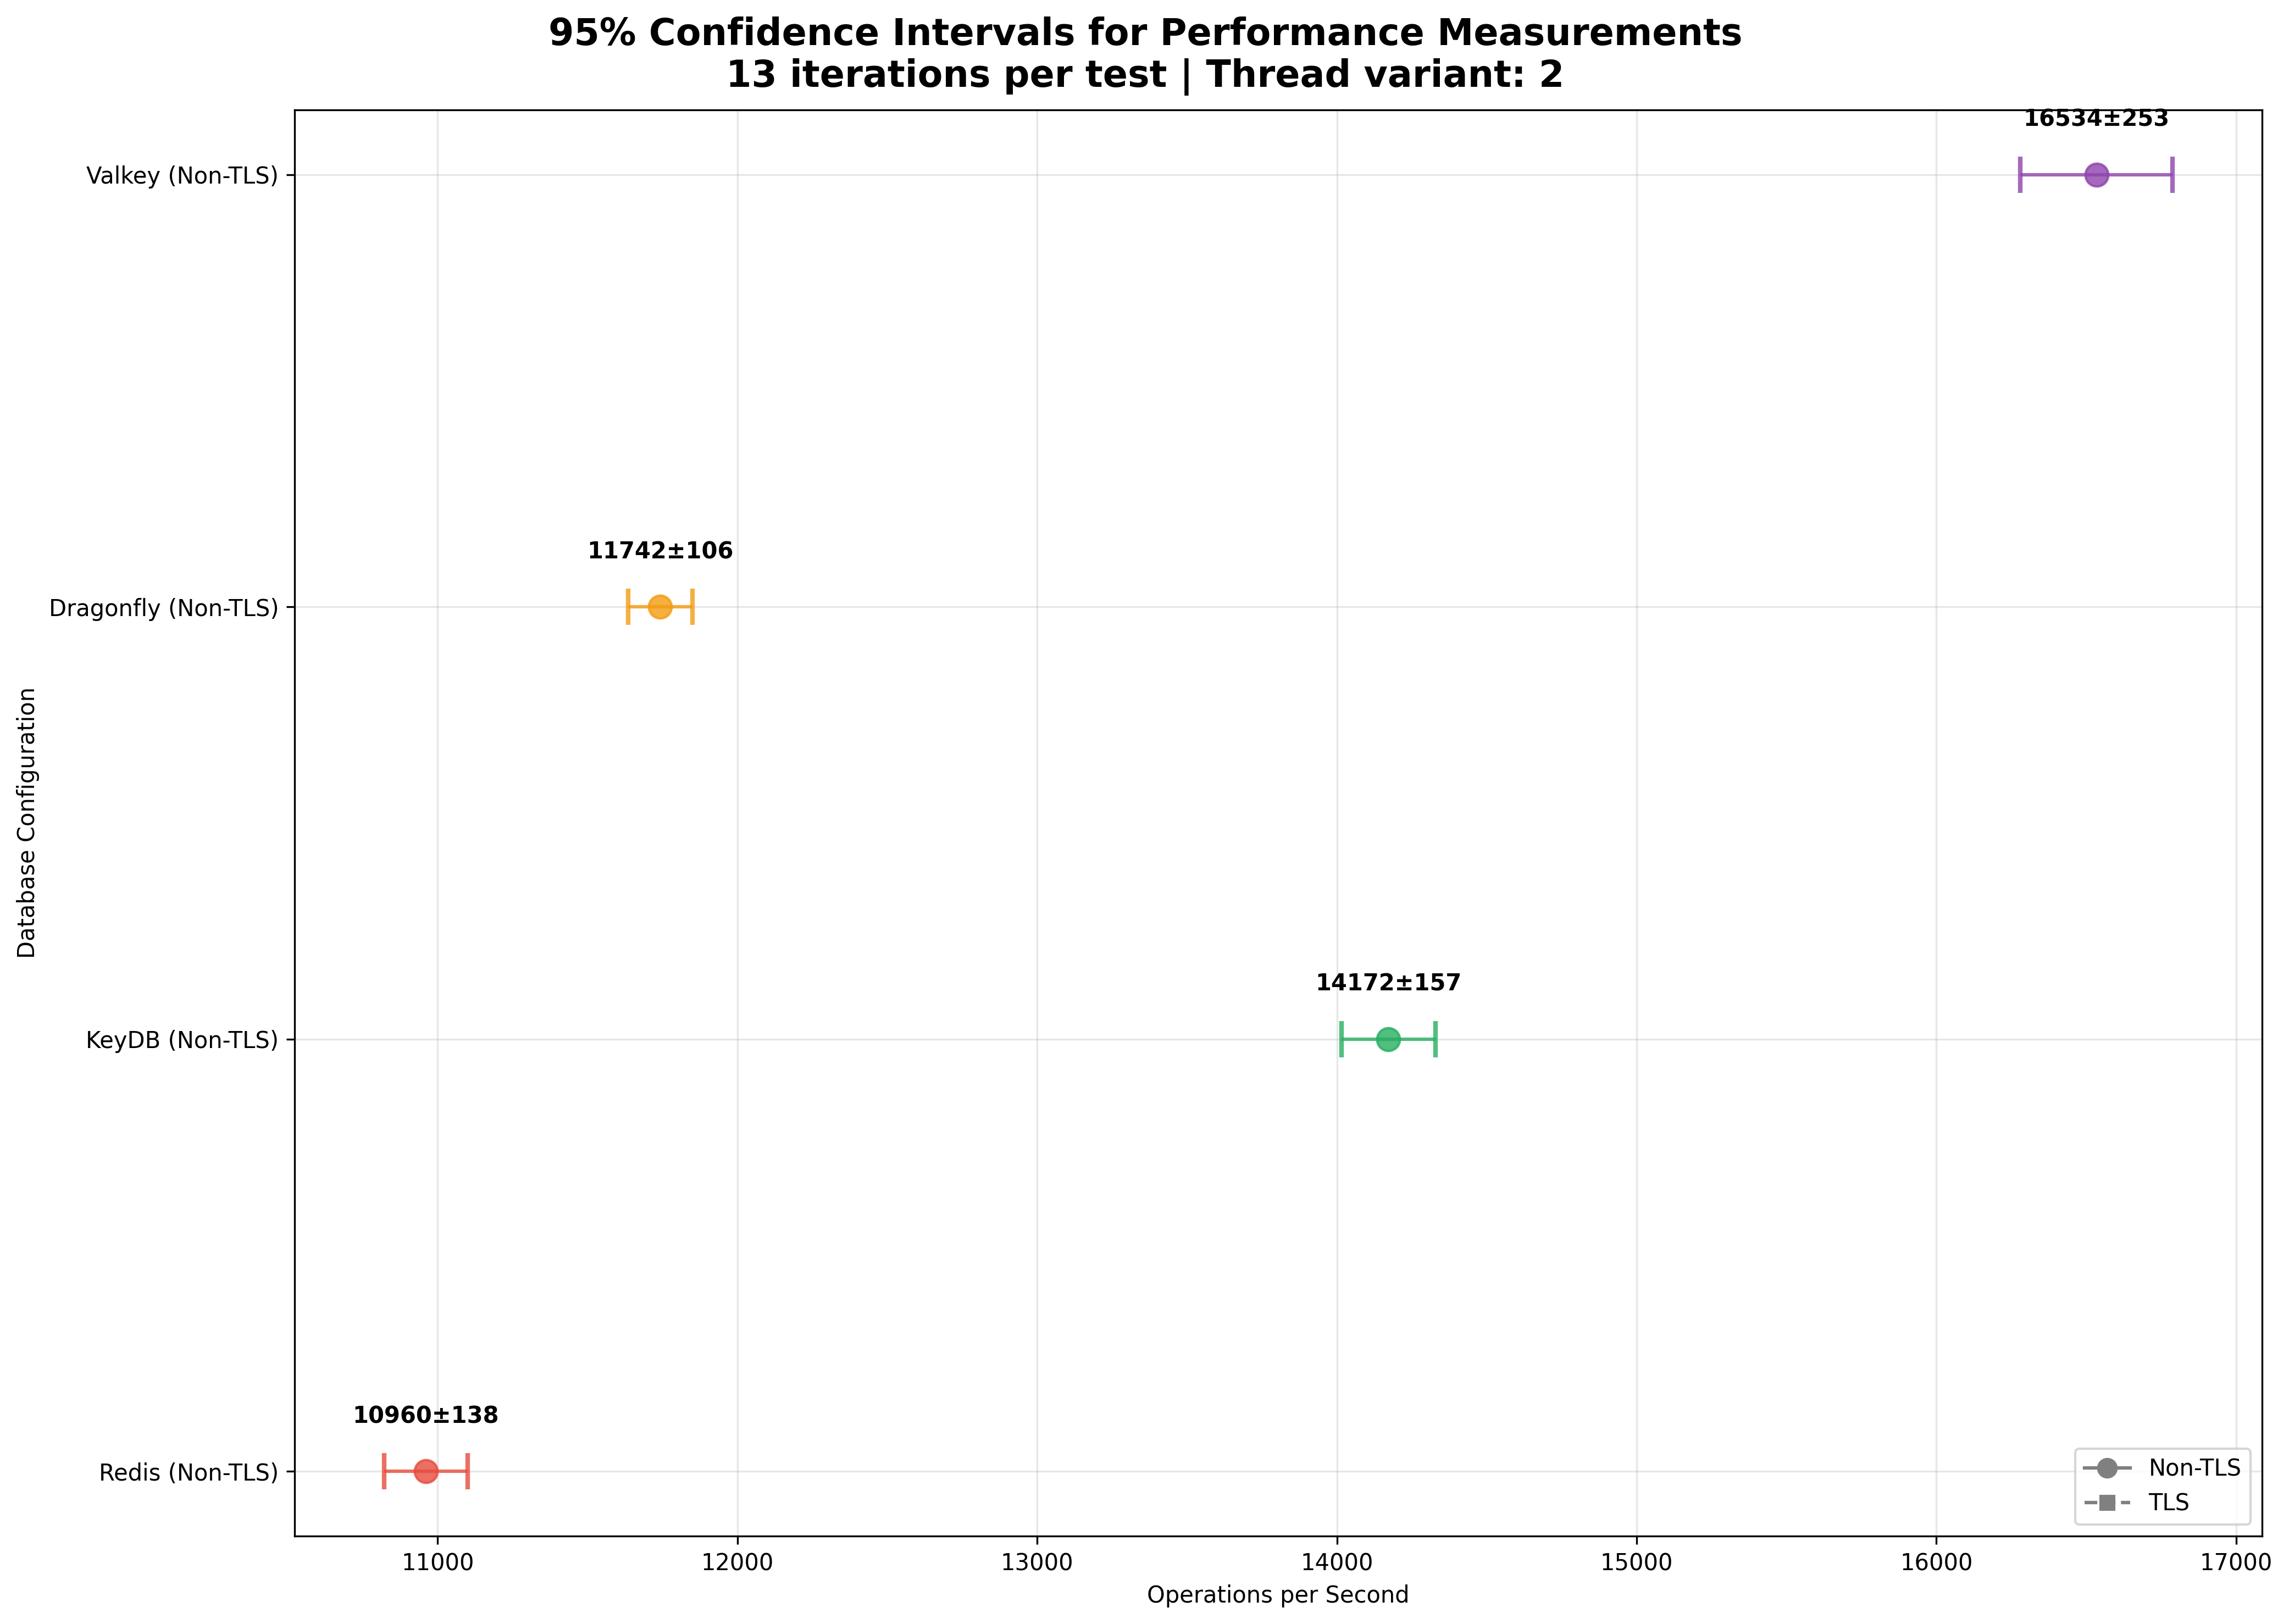 95% Confidence Intervals for Performance Measurements
13 iterations per test | Thread variant: 2
16534±253
Valkey (Non-TLS)
11742±106
Dragonfly (Non-TLS)
Database Configuration
14172±157
KeyDB (Non-TLS)
10960±138
Redis (Non-TLS)
Non-TLS
TLS
11000 12000 13000 14000 15000 16000 17000
Operations per Second